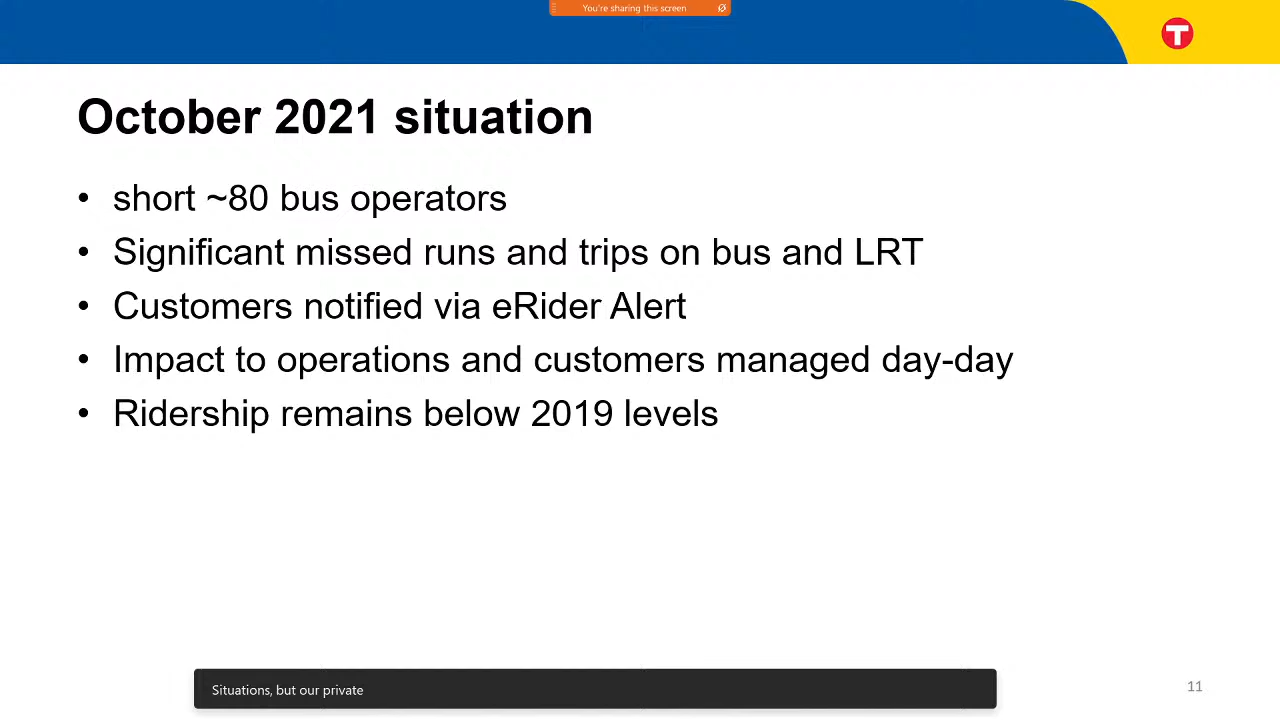 You're sharing this screen
T
October 2021 situation
• short ~80 bus operators
• Significant missed runs and trips on bus and LRT
• Customers notified via eRider Alert
• Impact to operations and customers managed day-day
• Ridership remains below 2019 levels
Situations, but our private
11